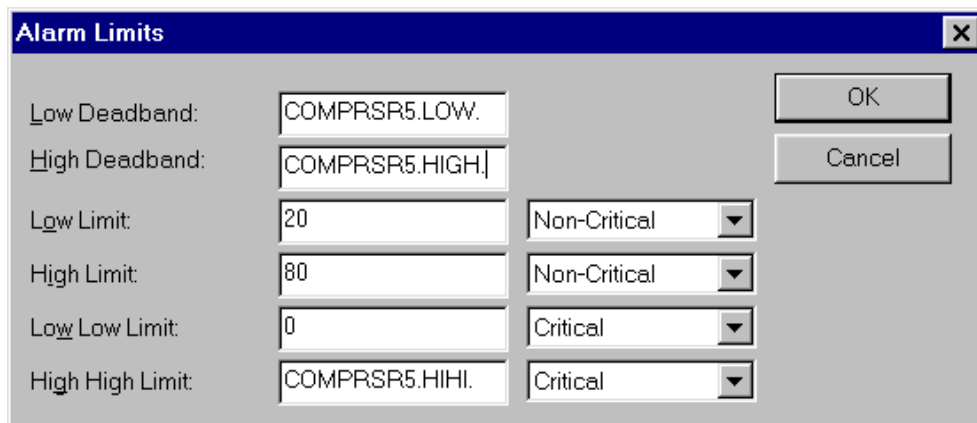 Alarm Limits
Low Deadband: COMPRSR5.LOW. OK
High Deadband: COMPRSR5.HIGH. Cancel
Low Limit: 20 Non-Critical
High Limit: 80 Non-Critical
Low Low Limit: 0 Critical
High High Limit: COMPRSR5.HIHI. Critical